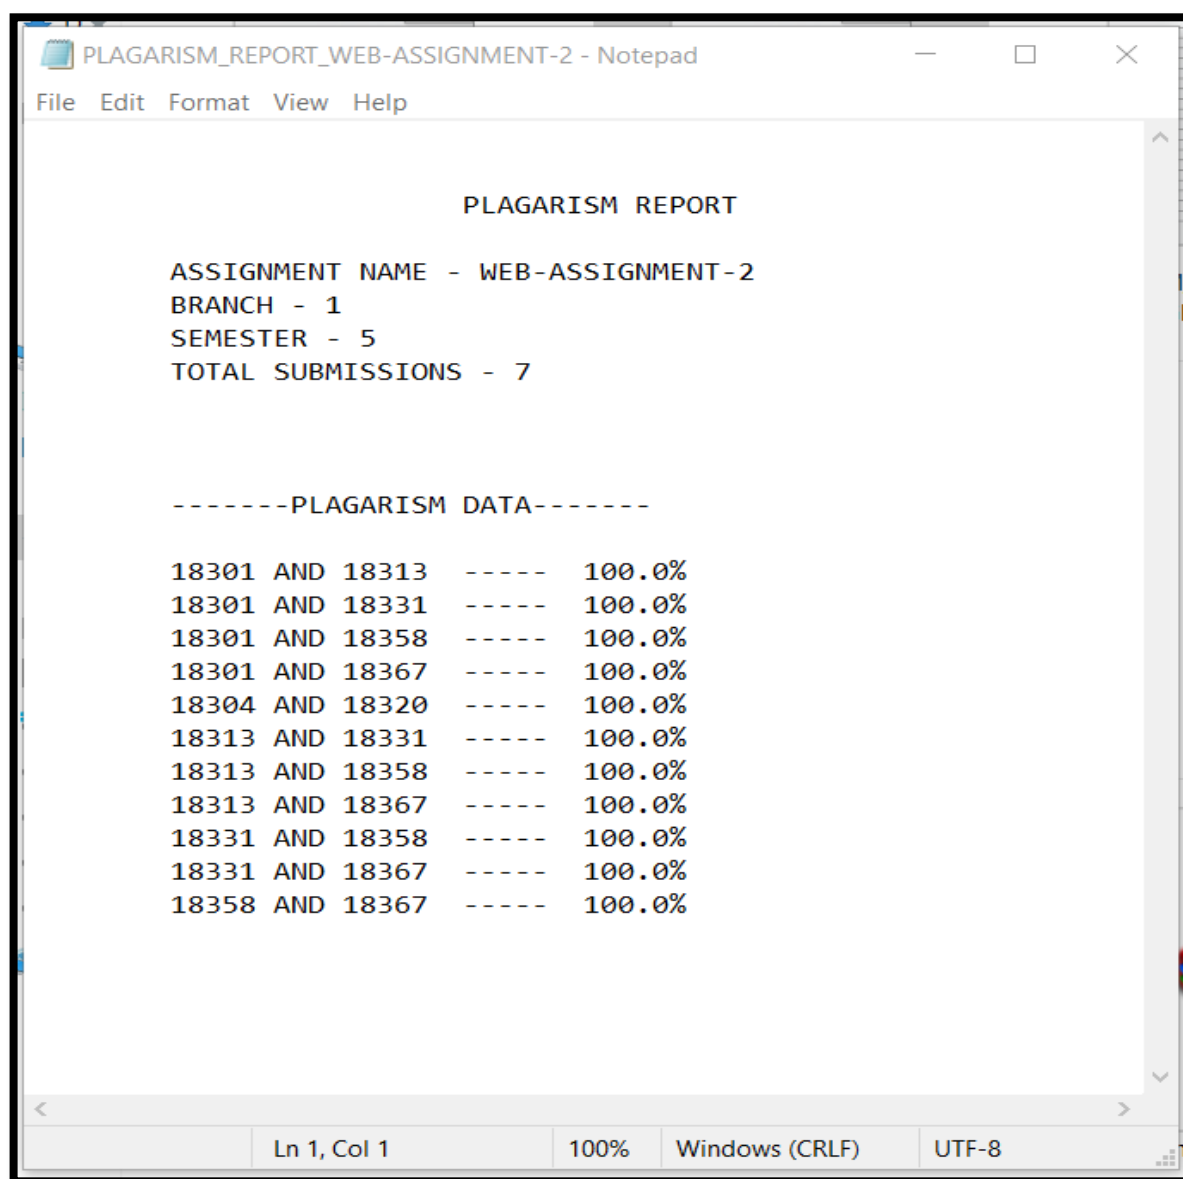 PLAGARISM_REPORT_WEB-ASSIGNMENT-2 - Notepad
File Edit Format View Help
PLAGARISM REPORT
ASSIGNMENT NAME - WEB-ASSIGNMENT-2
BRANCH - 1
SEMESTER - 5
TOTAL SUBMISSIONS - 7
-------PLAGARISM DATA-------
18301 AND 18313 ----- 100.0%
18301 AND 18331 ----- 100.0%
18301 AND 18358 ----- 100.0%
18301 AND 18367 ----- 100.0%
18304 AND 18320 ----- 100.0%
18313 AND 18331 ----- 100.0%
18313 AND 18358 ----- 100.0%
18313 AND 18367 ----- 100.0%
18331 AND 18358 ----- 100.0%
18331 AND 18367 ----- 100.0%
18358 AND 18367 ----- 100.0%
Ln 1, Col 1 100% Windows (CRLF) UTF-8